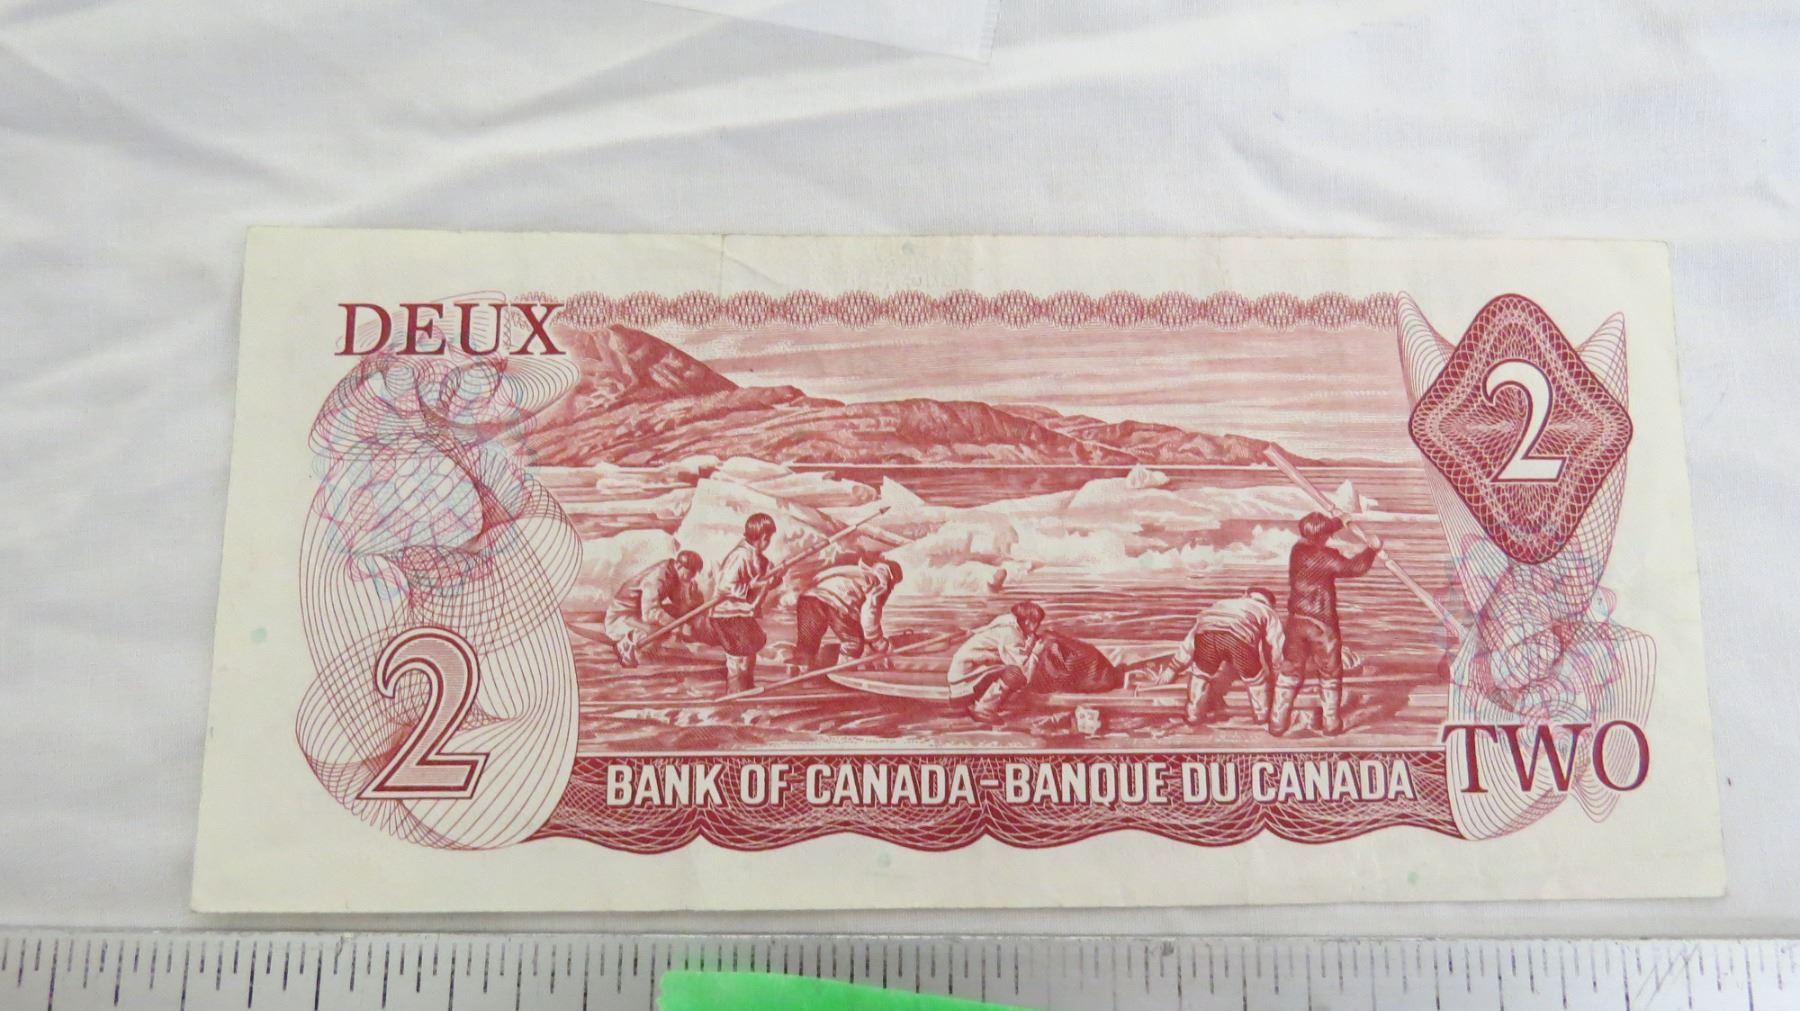 DEUX
2
2
BANK OF CANADA-BANQUE DU CANADA
TWO